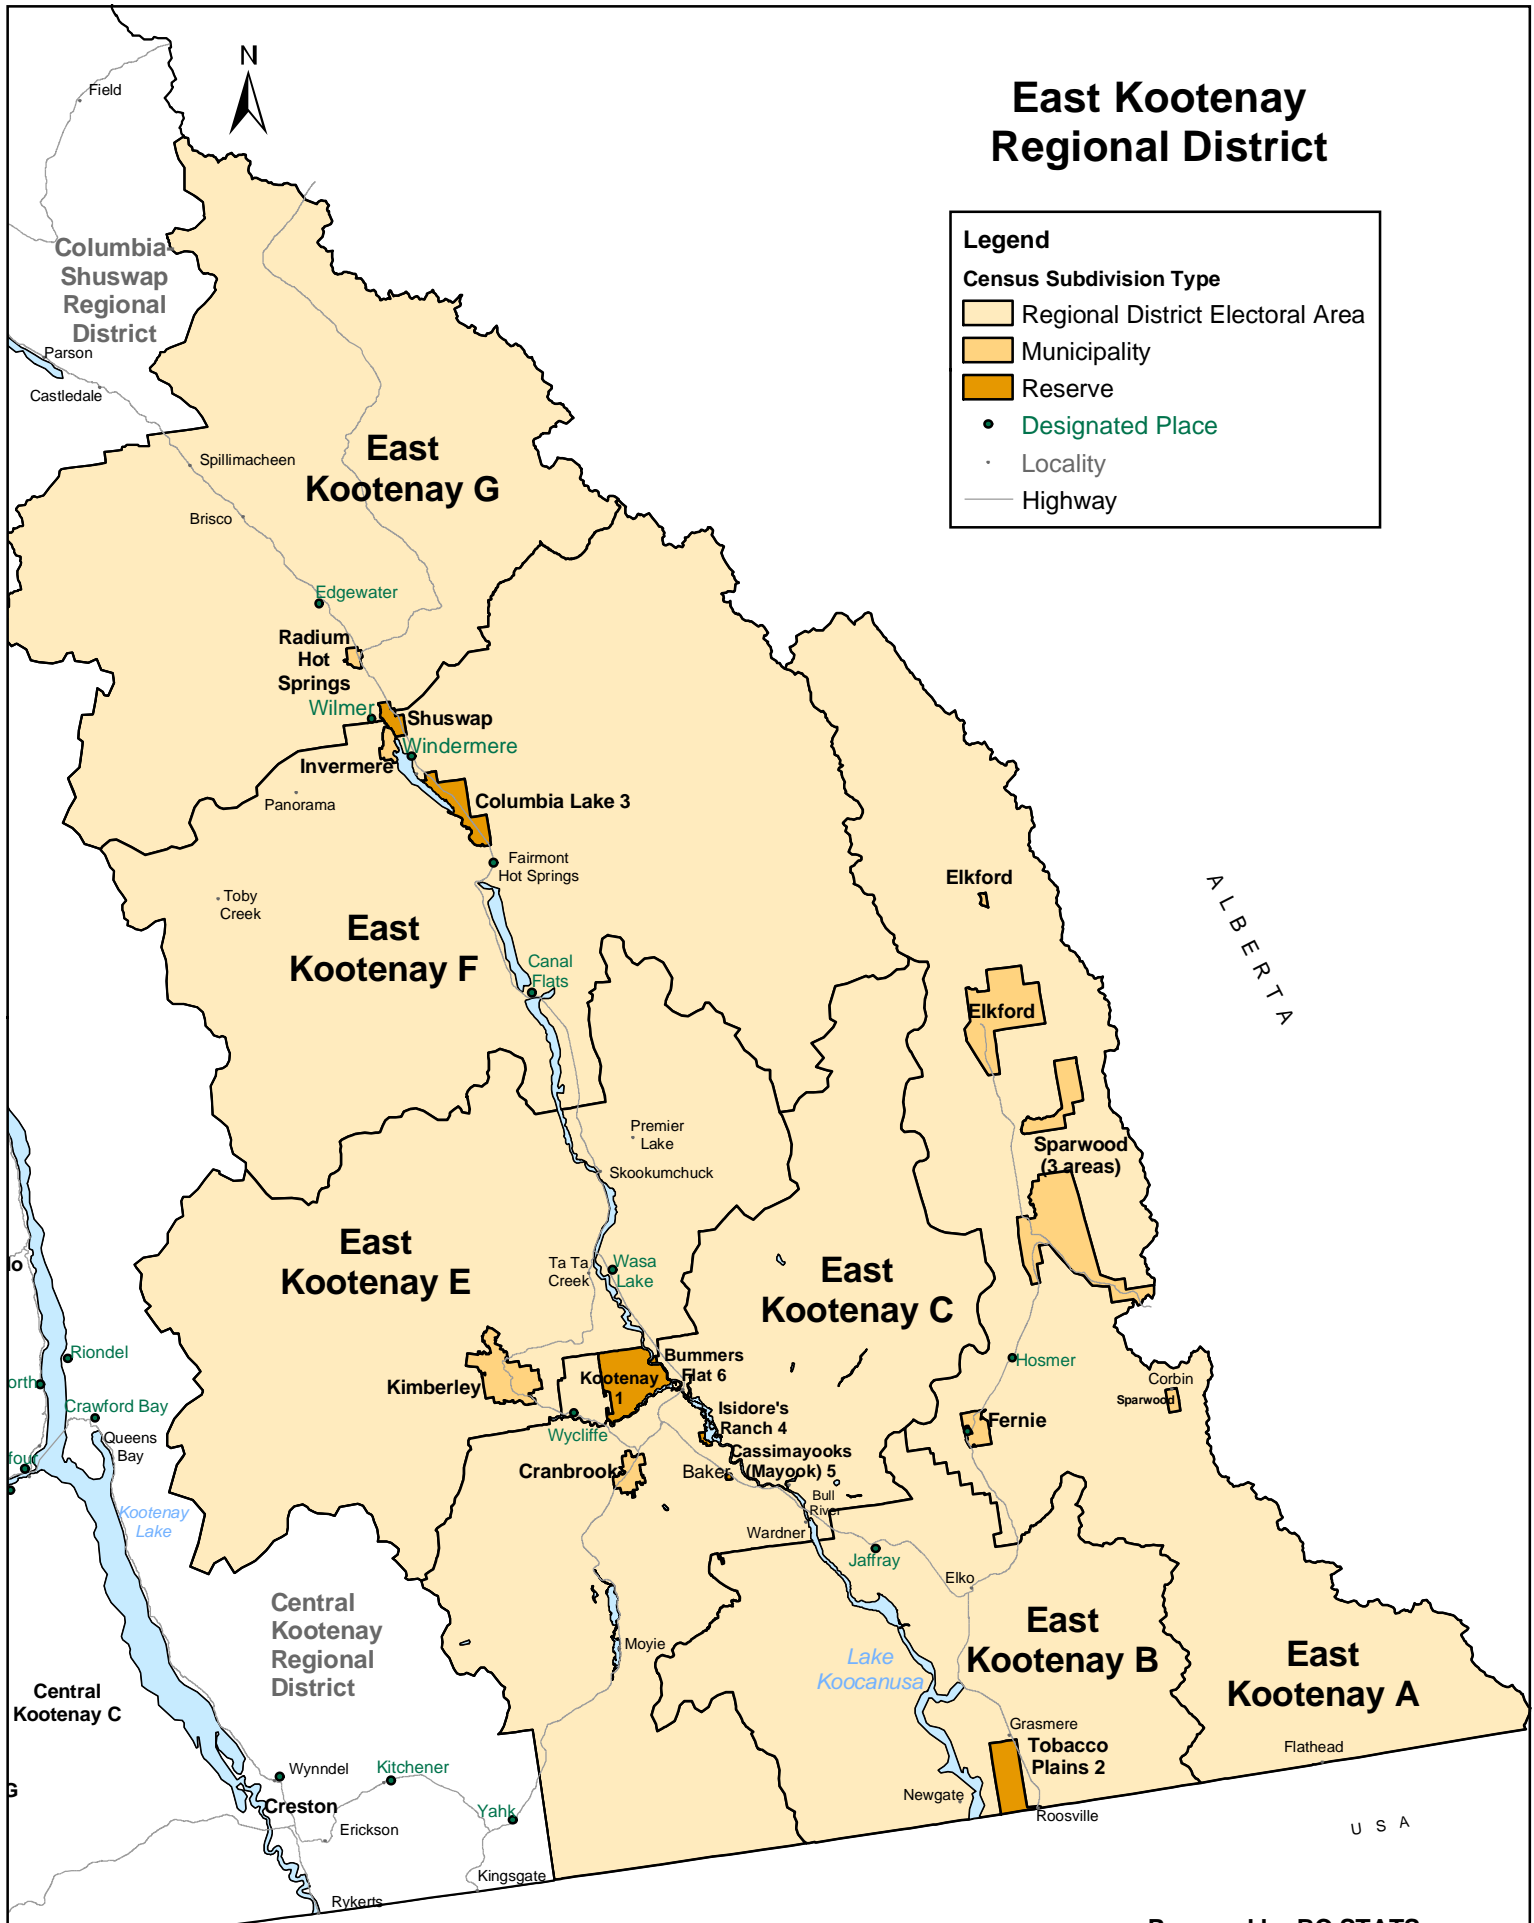 N
East Kootenay
Regional District
Field
Legend
Census Subdivision Type
Regional District Electoral Area
Municipality
Reserve
Designated Place
Locality
Highway
Columbia-
Shuswap
Regional
District
Parson
Castledale
East
Kootenay G
Spillimacheen
Brisco
Edgewater
Radium
Hot
Springs
Wilmer
Shuswap
Windermere
Invermere
Panorama
Columbia Lake 3
Fairmont
Hot Springs
Toby
Creek
East
Kootenay F
Canal
Flats
Elkford
ALBERTA
Elkford
Premier
Lake
Skookumchuck
Sparwood
(3 areas)
East
Kootenay E
Ta Ta
Creek
Wasa
Lake
East
Kootenay C
lo
Riondel
orth
Crawford Bay
Queens
Bay
four
Kootenay
Lake
Kimberley
Kootenay
1
Bummers
Flat 6
Isidore's
Ranch 4
Wycliffe
Cranbrook
Baker
Cassimayooks
(Mayook) 5
Bull
River
Wardner
Jaffray
Hosmer
Corbin
Sparwood
Fernie
Elko
Central
Kootenay
Regional
District
Moyie
Lake
Koocanusa
East
Kootenay B
East
Kootenay A
Central
Kootenay C
Grasmere
Tobacco
Plains 2
Flathead
Newgate
Roosville
USA
G
Wynndel
Kitchener
Creston
Yahk
Erickson
Kingsgate
Rykerts